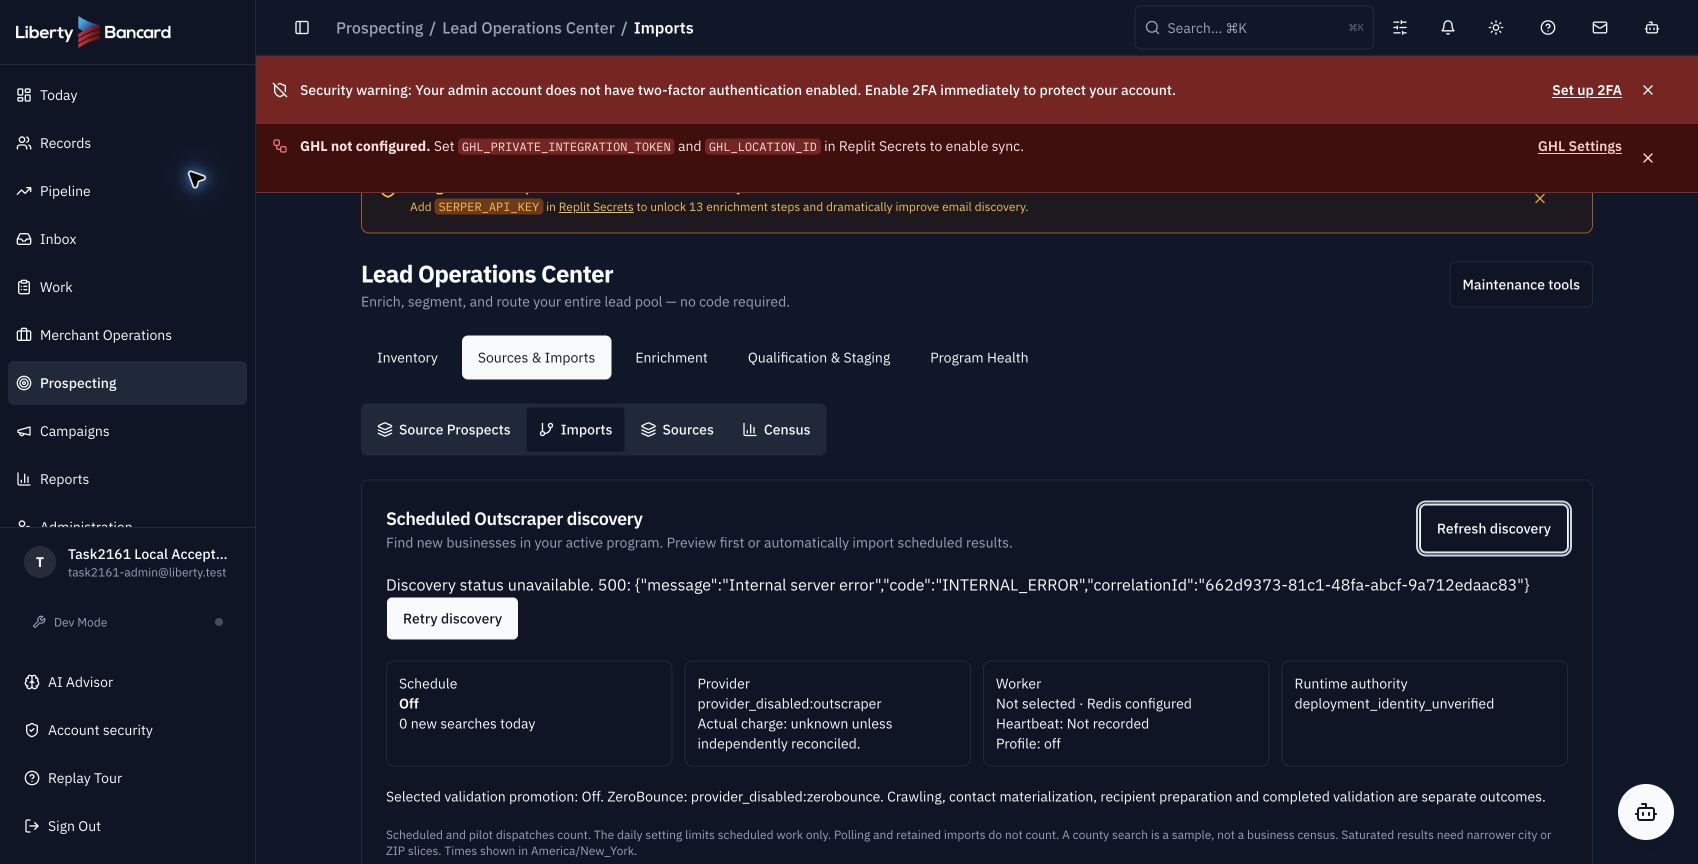 Liberty Bancard
Prospecting / Lead Operations Center / Imports
Search... ⌘K
⌘K
Today
Records
Pipeline
Inbox
Work
Merchant Operations
Prospecting
Campaigns
Reports
Administration
T
Task2161 Local Accept...
task2161-admin@liberty.test
Dev Mode
AI Advisor
Account security
Replay Tour
Sign Out
Security warning: Your admin account does not have two-factor authentication enabled. Enable 2FA immediately to protect your account.
Set up 2FA
GHL not configured. Set GHL_PRIVATE_INTEGRATION_TOKEN and GHL_LOCATION_ID in Replit Secrets to enable sync.
GHL Settings
Add SERPER_API_KEY in Replit Secrets to unlock 13 enrichment steps and dramatically improve email discovery.
Lead Operations Center
Enrich, segment, and route your entire lead pool — no code required.
Maintenance tools
Inventory
Sources & Imports
Enrichment
Qualification & Staging
Program Health
Source Prospects
Imports
Sources
Census
Scheduled Outscraper discovery
Find new businesses in your active program. Preview first or automatically import scheduled results.
Refresh discovery
Discovery status unavailable. 500: {"message":"Internal server error","code":"INTERNAL_ERROR","correlationId":"662d9373-81c1-48fa-abcf-9a712edaac83"}
Retry discovery
Schedule
Off
0 new searches today
Provider
provider_disabled:outscraper
Actual charge: unknown unless
independently reconciled.
Worker
Not selected · Redis configured
Heartbeat: Not recorded
Profile: off
Runtime authority
deployment_identity_unverified
Selected validation promotion: Off. ZeroBounce: provider_disabled:zerobounce. Crawling, contact materialization, recipient preparation and completed validation are separate outcomes.
Scheduled and pilot dispatches count. The daily setting limits scheduled work only. Polling and retained imports do not count. A county search is a sample, not a business census. Saturated results need narrower city or
ZIP slices. Times shown in America/New_York.